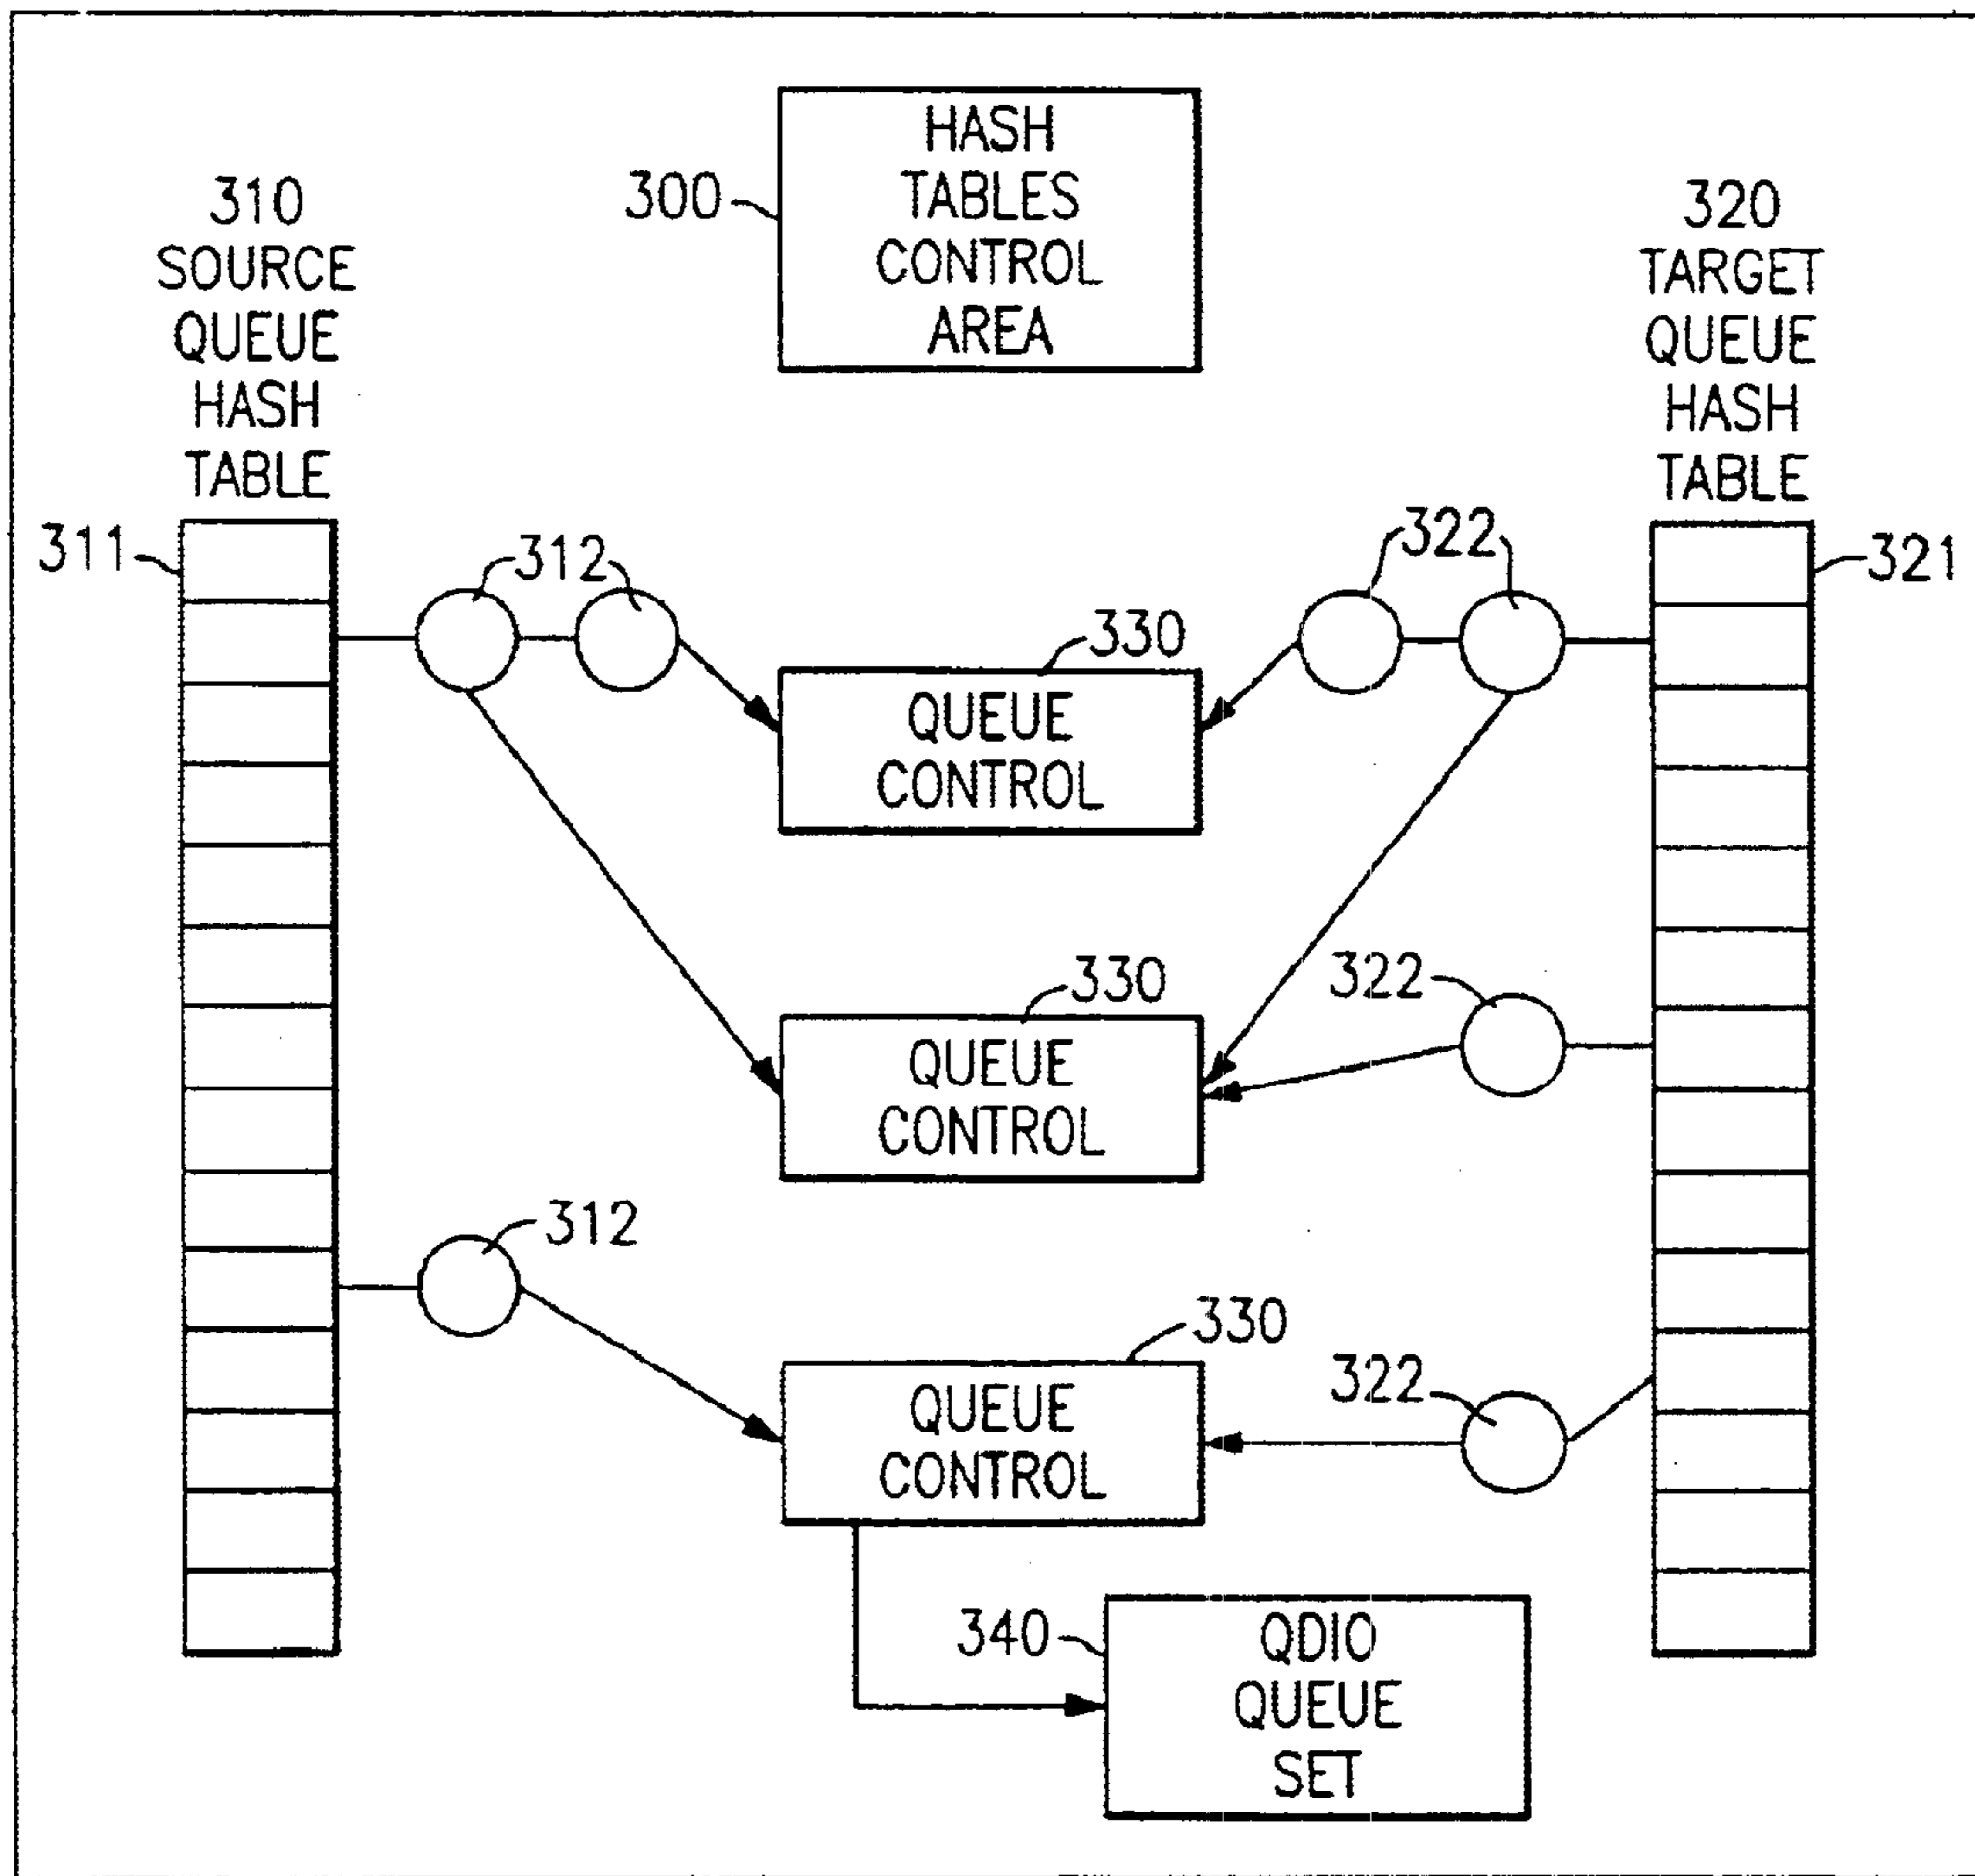 HASH
TABLES
CONTROL
AREA
300
310
SOURCE
QUEUE
HASH
TABLE
320
TARGET
QUEUE
HASH
TABLE
311
312
322
321
330
QUEUE
CONTROL
330
322
QUEUE
CONTROL
312
330
322
QUEUE
CONTROL
340
QDIO
QUEUE
SET